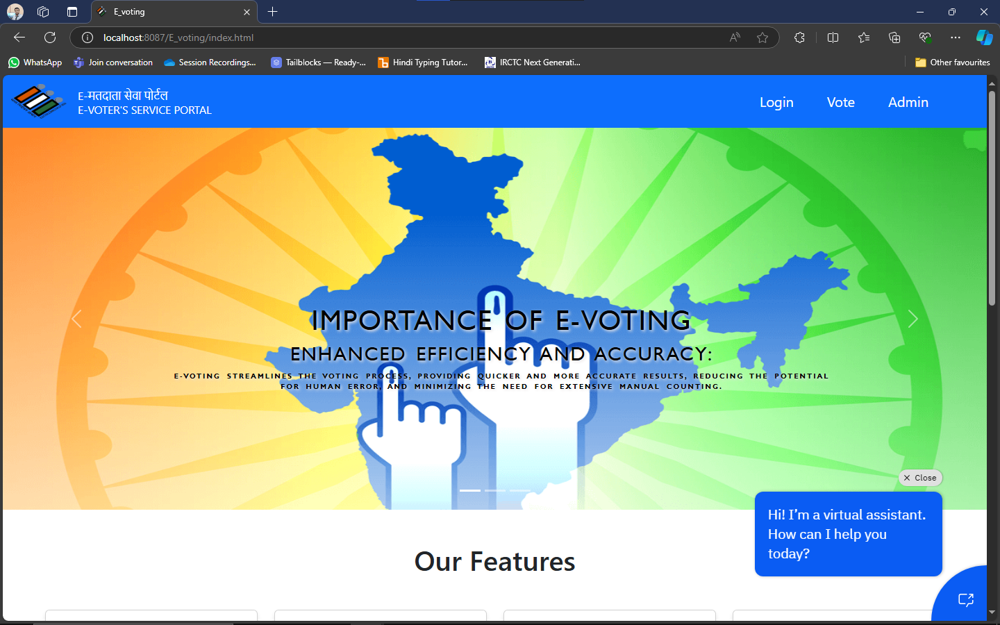 E_voting
localhost:8087/E_voting/index.html
WhatsApp
Join conversation
Session Recordings...
Tailblocks — Ready-...
Hindi Typing Tutor...
IRCTC Next Generati...
Other favourites
E-मतदाता सेवा पोर्टल
E-VOTER'S SERVICE PORTAL
Login
Vote
Admin
IMPORTANCE OF E-VOTING
ENHANCED EFFICIENCY AND ACCURACY:
E-VOTING STREAMLINES THE VOTING PROCESS, PROVIDING QUICKER AND MORE ACCURATE RESULTS, REDUCING THE POTENTIAL
FOR HUMAN ERROR, AND MINIMIZING THE NEED FOR EXTENSIVE MANUAL COUNTING.
Close
Hi! I’m a virtual assistant.
How can I help you
today?
Our Features